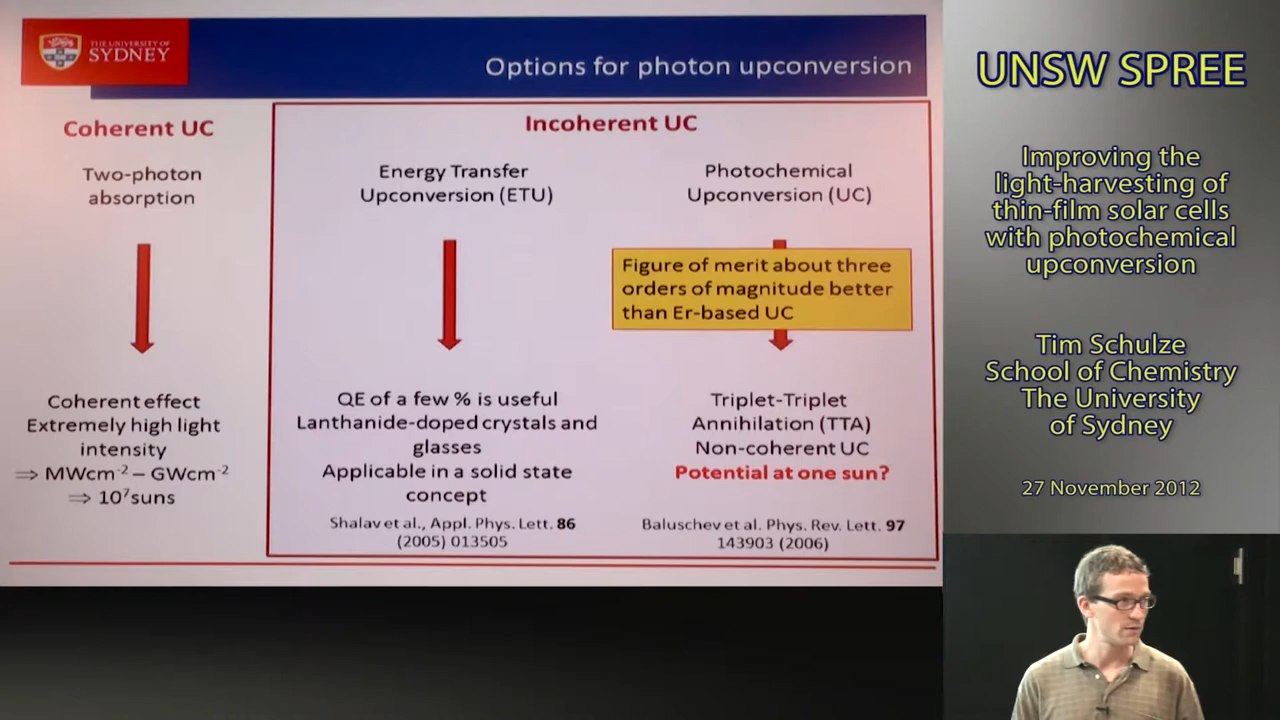 THE UNIVERSITY OF
SYDNEY
Options for photon upconversion
Coherent UC
Two-photon
absorption
Coherent effect
Extremely high light
intensity
⇒ MWcm⁻² – GWcm⁻²
⇒ 10⁷suns
Incoherent UC
Energy Transfer
Upconversion (ETU)
QE of a few % is useful
Lanthanide-doped crystals and
glasses
Applicable in a solid state
concept
Shalav et al., Appl. Phys. Lett. 86
(2005) 013505
Photochemical
Upconversion (UC)
Figure of merit about three
orders of magnitude better
than Er-based UC
Triplet-Triplet
Annihilation (TTA)
Non-coherent UC
Potential at one sun?
Baluschev et al. Phys. Rev. Lett. 97
143903 (2006)
UNSW SPREE
Improving the
light-harvesting of
thin-film solar cells
with photochemical
upconversion
Tim Schulze
School of Chemistry
The University
of Sydney
27 November 2012